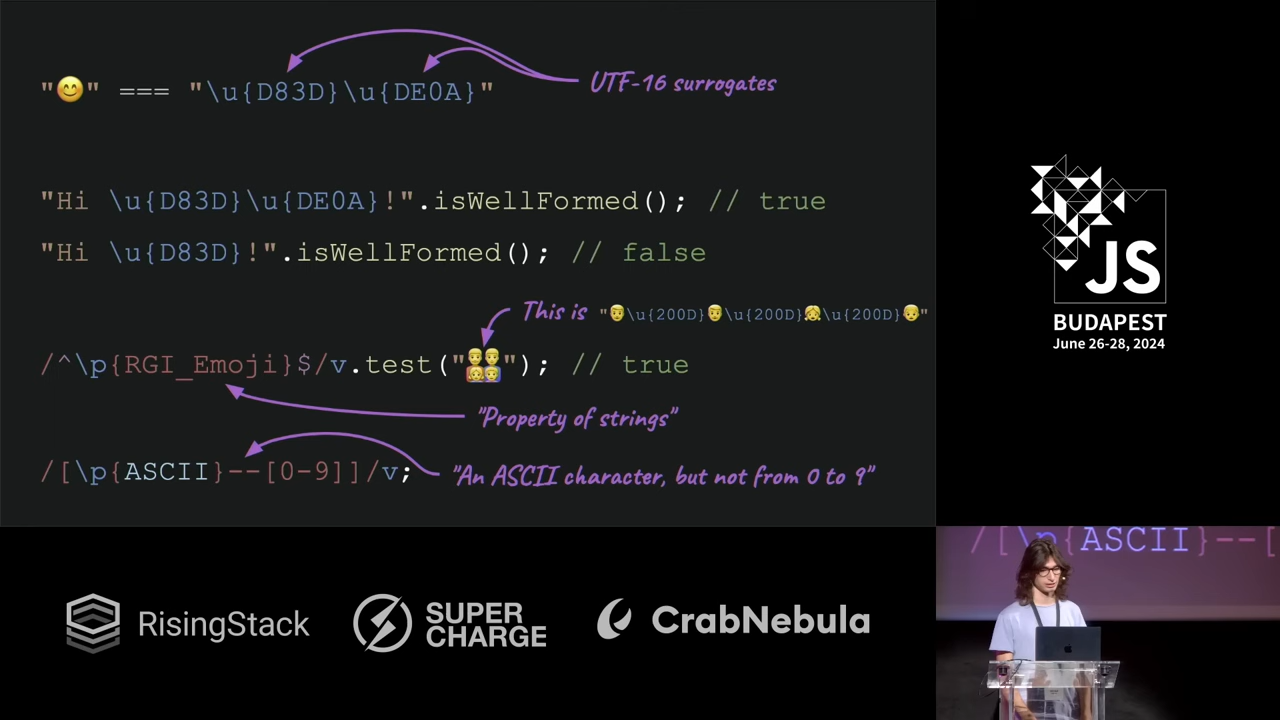 "😊" === "\u{D83D}\u{DE0A}"
UTF-16 surrogates
"Hi \u{D83D}\u{DE0A}!".isWellFormed(); // true
"Hi \u{D83D}!".isWellFormed(); // false
This is "👨\u{200D}👨\u{200D}👧\u{200D}👦"
/^\p{RGI_Emoji}$/v.test("👨‍👨‍👧‍👦"); // true
"Property of strings"
/[\p{ASCII}--[0-9]]/v;
"An ASCII character, but not from 0 to 9"
JS
BUDAPEST
June 26-28, 2024
/[\p{ASCII}--[
RisingStack
SUPER
CHARGE
CrabNebula